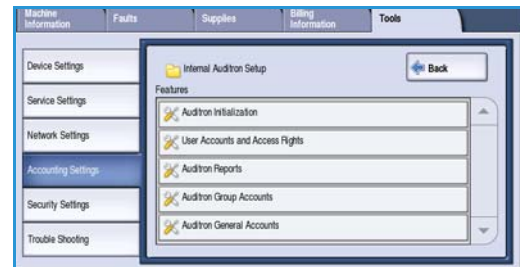 Machine Information
Faults
Supplies
Billing Information
Tools
Device Settings
Service Settings
Network Settings
Accounting Settings
Security Settings
Trouble Shooting
Internal Auditron Setup
Back
Features
Auditron Initialization
User Accounts and Access Rights
Auditron Reports
Auditron Group Accounts
Auditron General Accounts